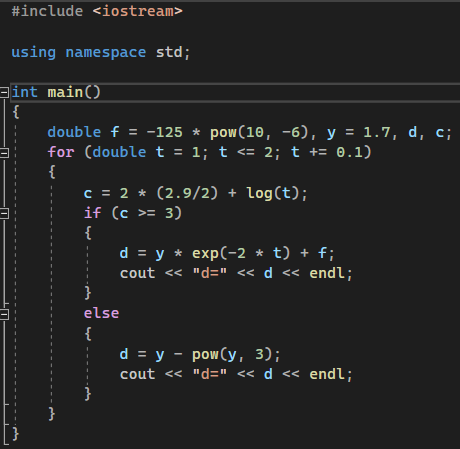 #include <iostream>
using namespace std;
int main()
{
double f = -125 * pow(10, -6), y = 1.7, d, c;
for (double t = 1; t <= 2; t += 0.1)
{
c = 2 * (2.9/2) + log(t);
if (c >= 3)
{
d = y * exp(-2 * t) + f;
cout << "d=" << d << endl;
}
else
{
d = y - pow(y, 3);
cout << "d=" << d << endl;
}
}
}